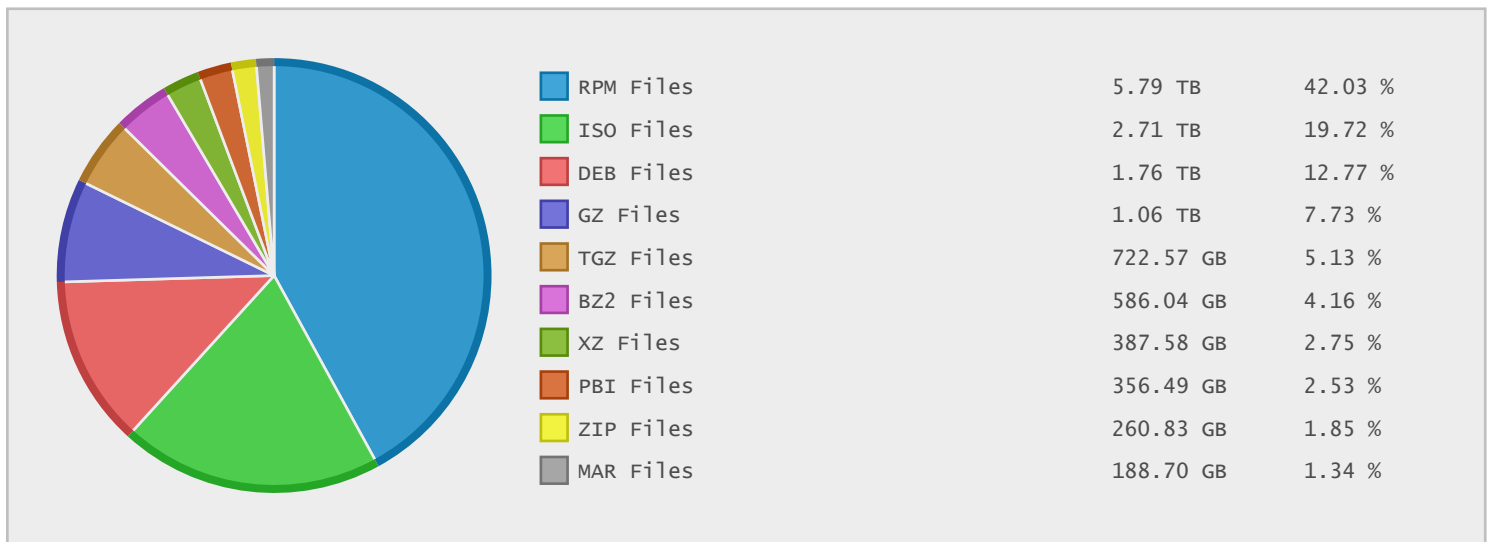 RPM Files 5.79 TB 42.03 %
ISO Files 2.71 TB 19.72 %
DEB Files 1.76 TB 12.77 %
GZ Files 1.06 TB 7.73 %
TGZ Files 722.57 GB 5.13 %
BZ2 Files 586.04 GB 4.16 %
XZ Files 387.58 GB 2.75 %
PBI Files 356.49 GB 2.53 %
ZIP Files 260.83 GB 1.85 %
MAR Files 188.70 GB 1.34 %